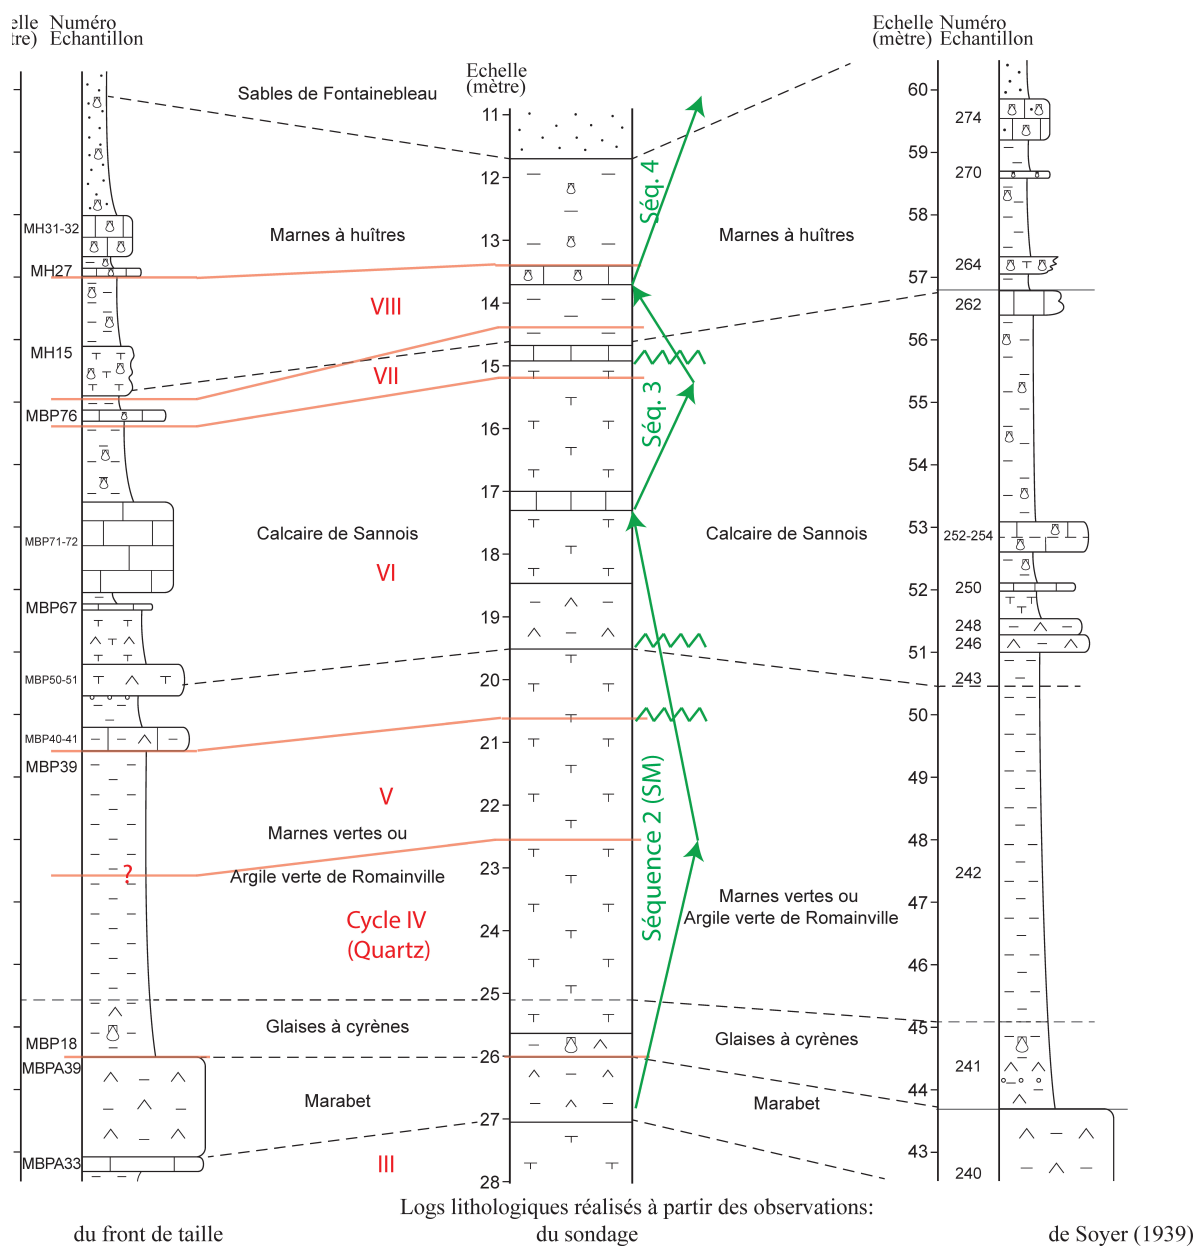 elle Numéro
tre) Echantillon
Echelle
(mètre)
Echelle Numéro
(mètre) Echantillon
MH31-32
MH27
MH15
MBP76
MBP71-72
MBP67
MBP50-51
MBP40-41
MBP39
?
MBP18
MBPA39
MBPA33
Sables de Fontainebleau
Marnes à huîtres
VIII
VII
Calcaire de Sannois
VI
V
Marnes vertes ou
Argile verte de Romainville
Cycle IV
(Quartz)
Glaises à cyrènes
Marabet
III
11
12
13
14
15
16
17
18
19
20
21
22
23
24
25
26
27
28
Séq. 4
Séq. 3
Séquence 2 (SM)
Marnes à huîtres
Calcaire de Sannois
Marnes vertes ou
Argile verte de Romainville
Glaises à cyrènes
Marabet
60
59
58
57
56
55
54
53
52
51
50
49
48
47
46
45
44
43
274
270
264
262
252-254
250
248
246
243
242
241
240
Logs lithologiques réalisés à partir des observations:
du front de taille
du sondage
de Soyer (1939)